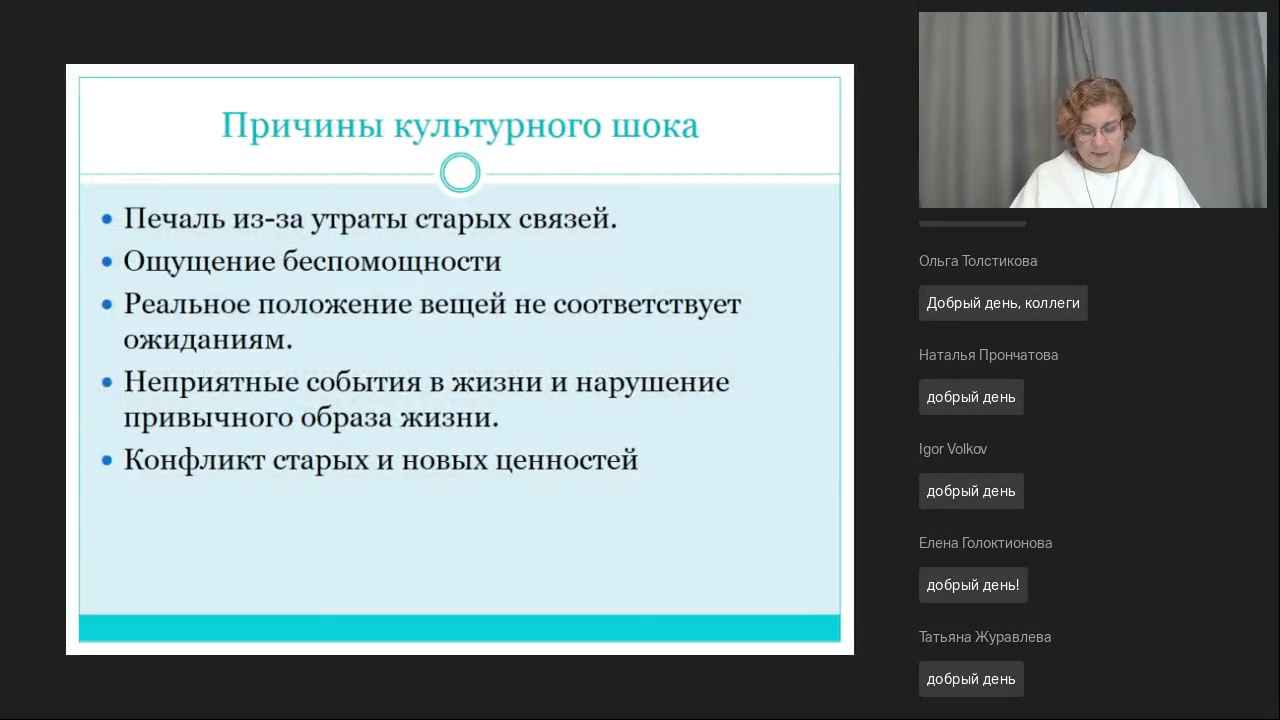 Причины культурного шока
Печаль из-за утраты старых связей.
Ощущение беспомощности
Реальное положение вещей не соответствует
ожиданиям.
Неприятные события в жизни и нарушение
привычного образа жизни.
Конфликт старых и новых ценностей
Ольга Толстикова
Добрый день, коллеги
Наталья Прончатова
добрый день
Igor Volkov
добрый день
Елена Голоктионова
добрый день!
Татьяна Журавлева
добрый день